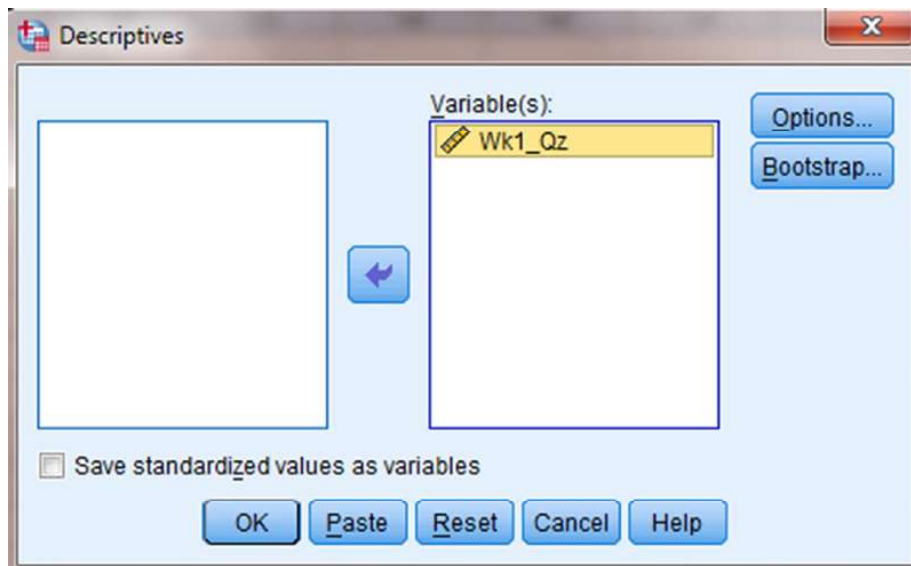 Descriptives
Variable(s):
Wk1_Qz
Options...
Bootstrap...
Save standardized values as variables
OK Paste Reset Cancel Help